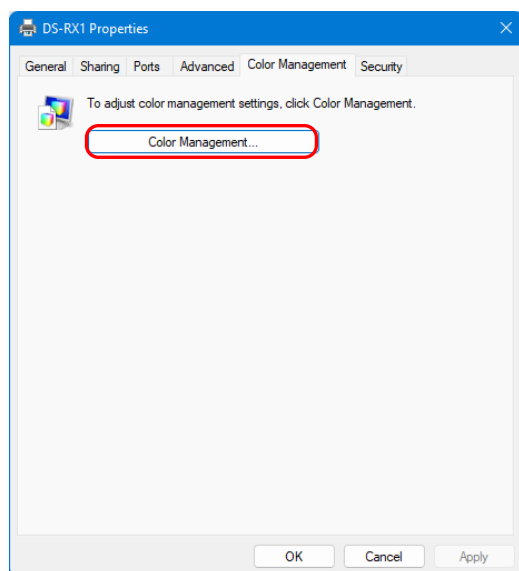 DS-RX1 Properties
General Sharing Ports Advanced Color Management Security
To adjust color management settings, click Color Management.
Color Management...
OK Cancel Apply